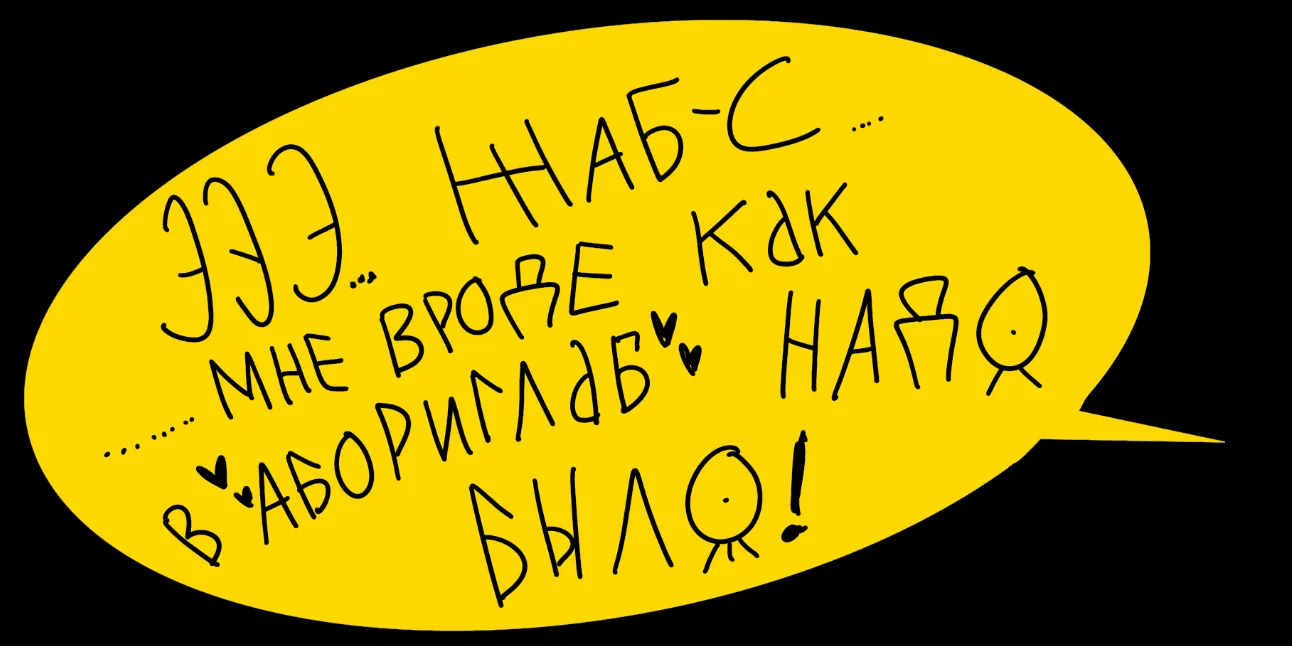 ЭЭЭ... ЖАБ-С...
......МНЕ ВРОДЕ КАК
В "АБОРИГЛАБ" НАДО
БЫЛО!